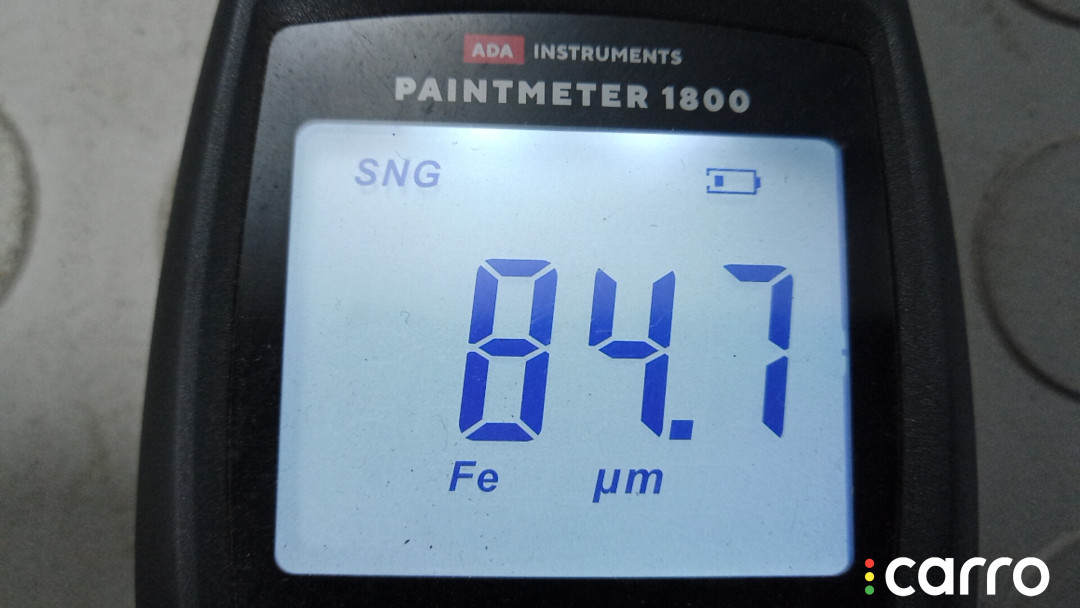 ADA INSTRUMENTS
PAINTMETER 1800
SNG
84.7
Fe µm
carro